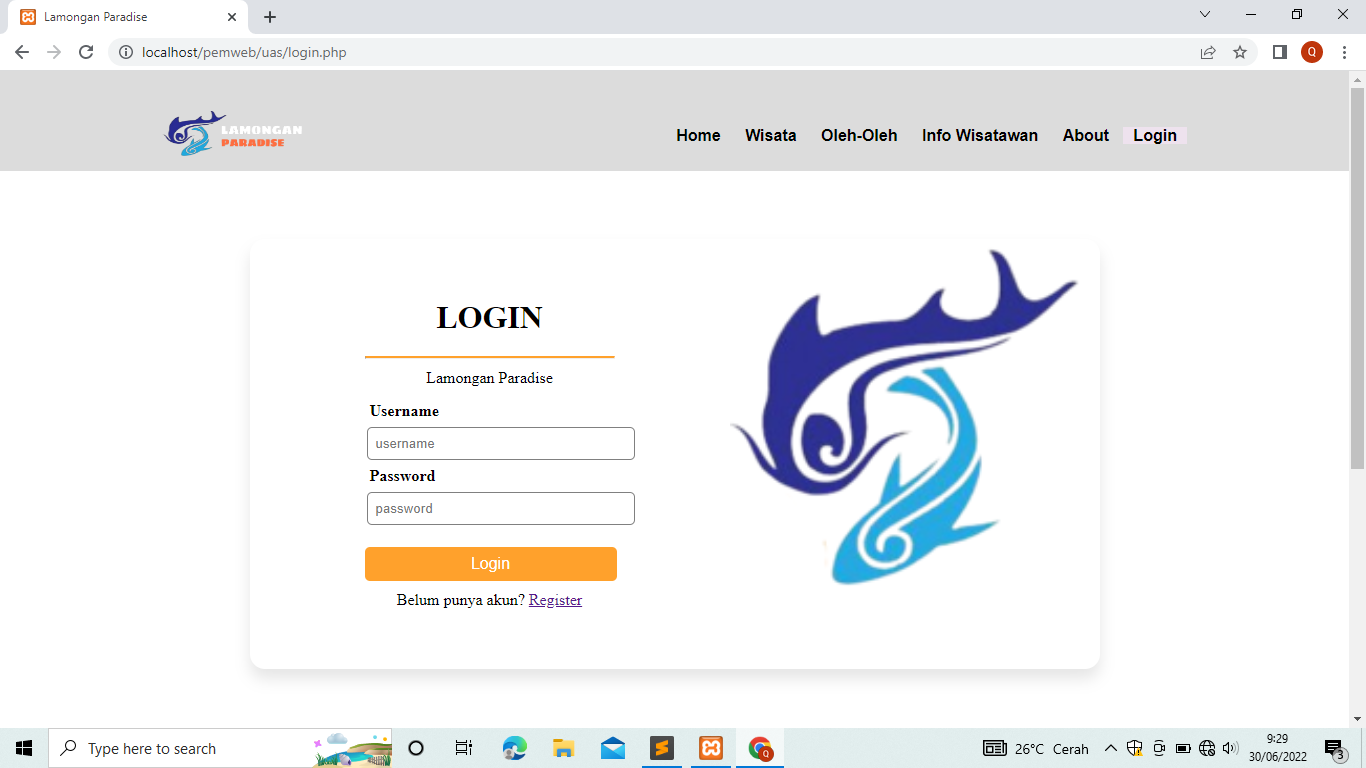 Lamongan Paradise
localhost/pemweb/uas/login.php
Q
LAMONGAN
PARADISE
Home Wisata Oleh-Oleh Info Wisatawan About Login
LOGIN
Lamongan Paradise
Username
username
Password
password
Login
Belum punya akun? Register
Type here to search
Q
26°C Cerah
9:29
30/06/2022
3